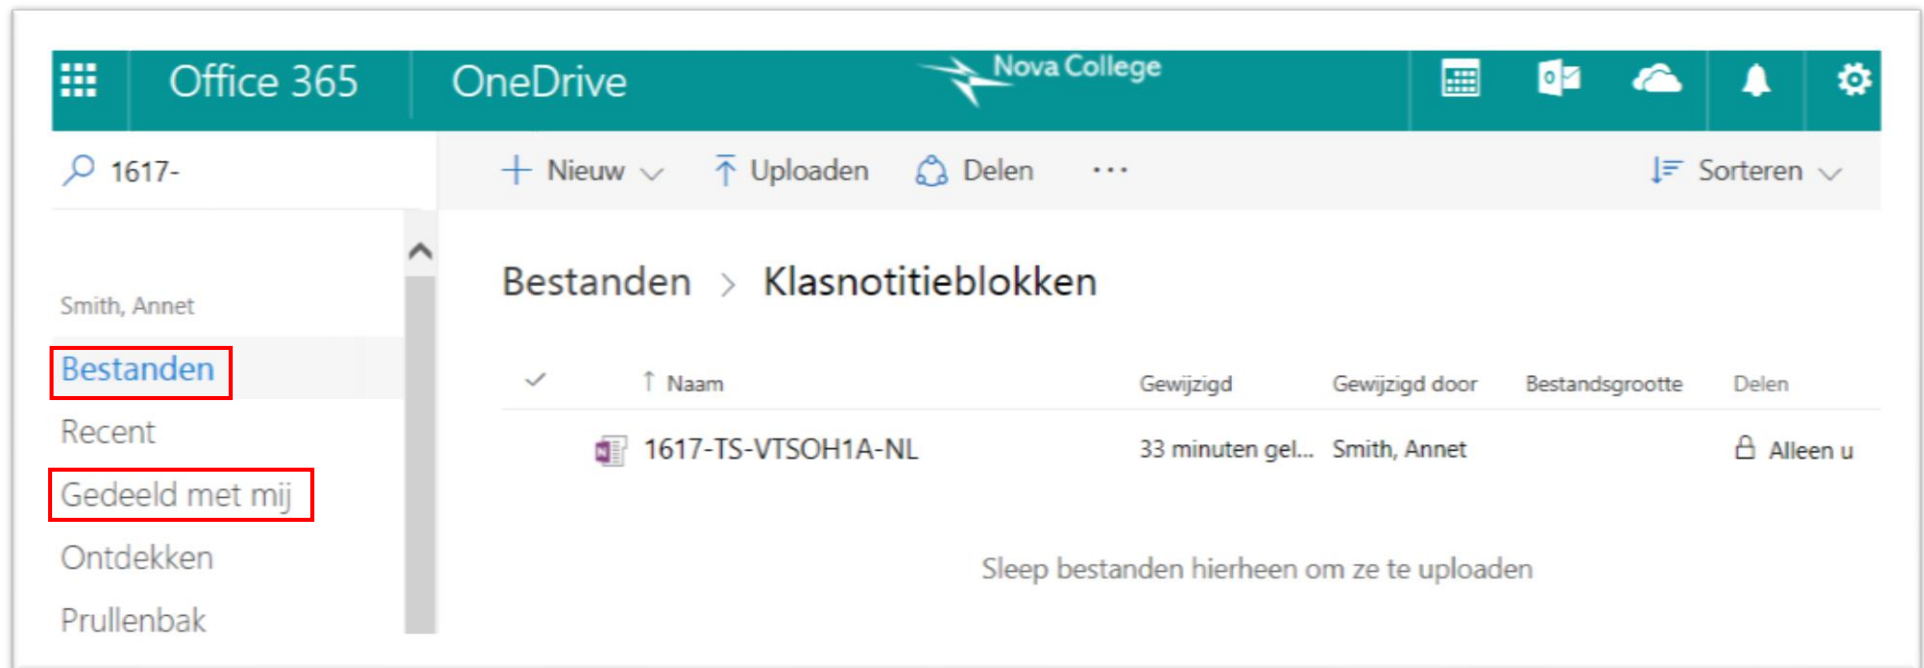 Office 365 OneDrive Nova College
1617- Nieuw Uploaden Delen ... Sorteren
Bestanden > Klasnotitieblokken
Smith, Annet
Bestanden
Naam Gewijzigd Gewijzigd door Bestandsgrootte Delen
Recent
1617-TS-VTSOH1A-NL 33 minuten gel... Smith, Annet Alleen u
Gedeeld met mij
Ontdekken
Sleep bestanden hierheen om ze te uploaden
Prullenbak